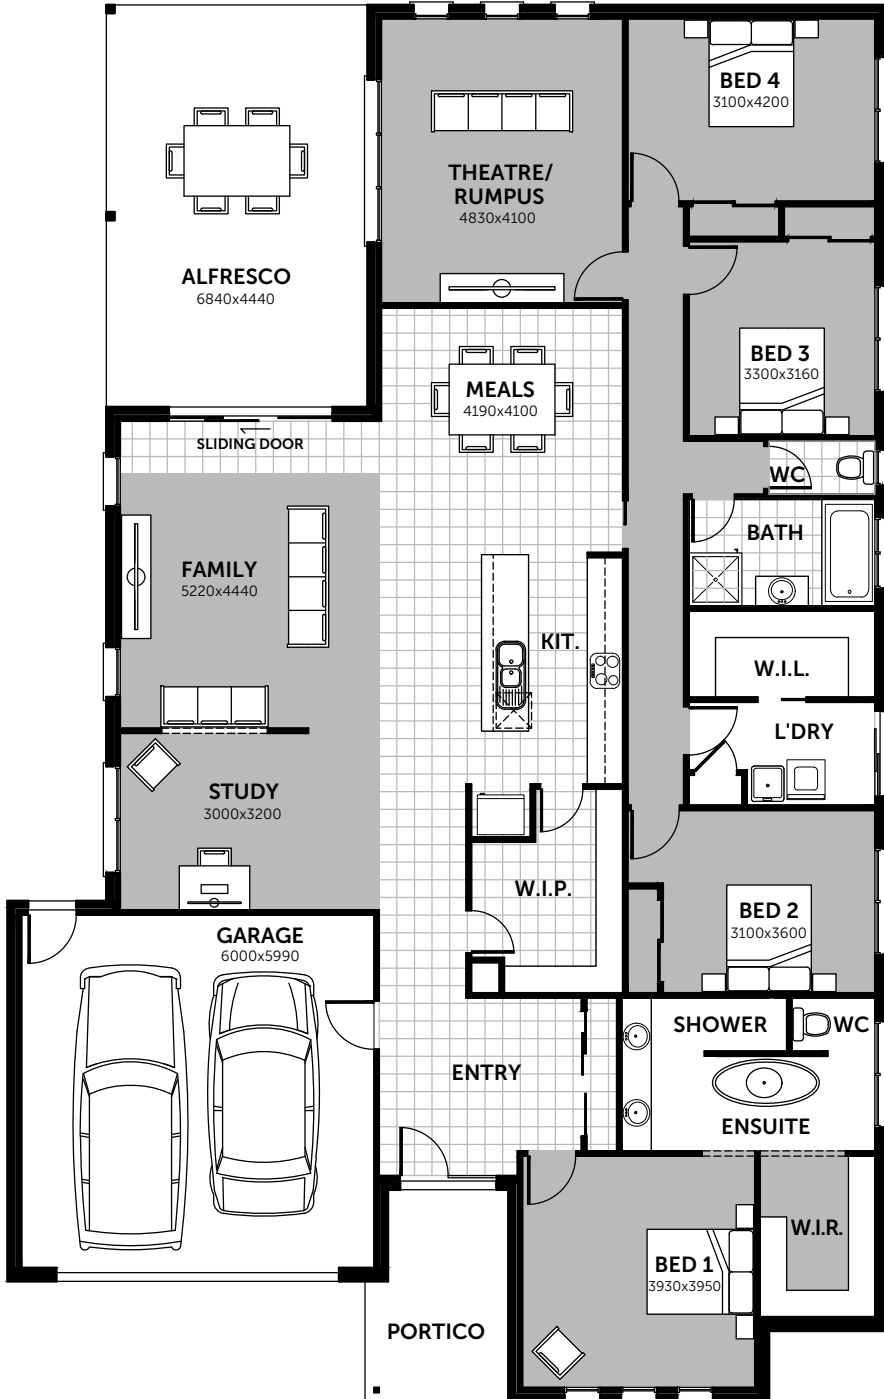 BED 4
3100x4200
THEATRE/
RUMPUS
4830x4100
ALFRESCO
6840x4440
BED 3
3300x3160
MEALS
4190x4100
SLIDING DOOR
WC
BATH
FAMILY
5220x4440
KIT.
W.I.L.
L'DRY
STUDY
3000x3200
W.I.P.
BED 2
3100x3600
GARAGE
6000x5990
SHOWER
WC
ENTRY
ENSUITE
W.I.R.
BED 1
3930x3950
PORTICO